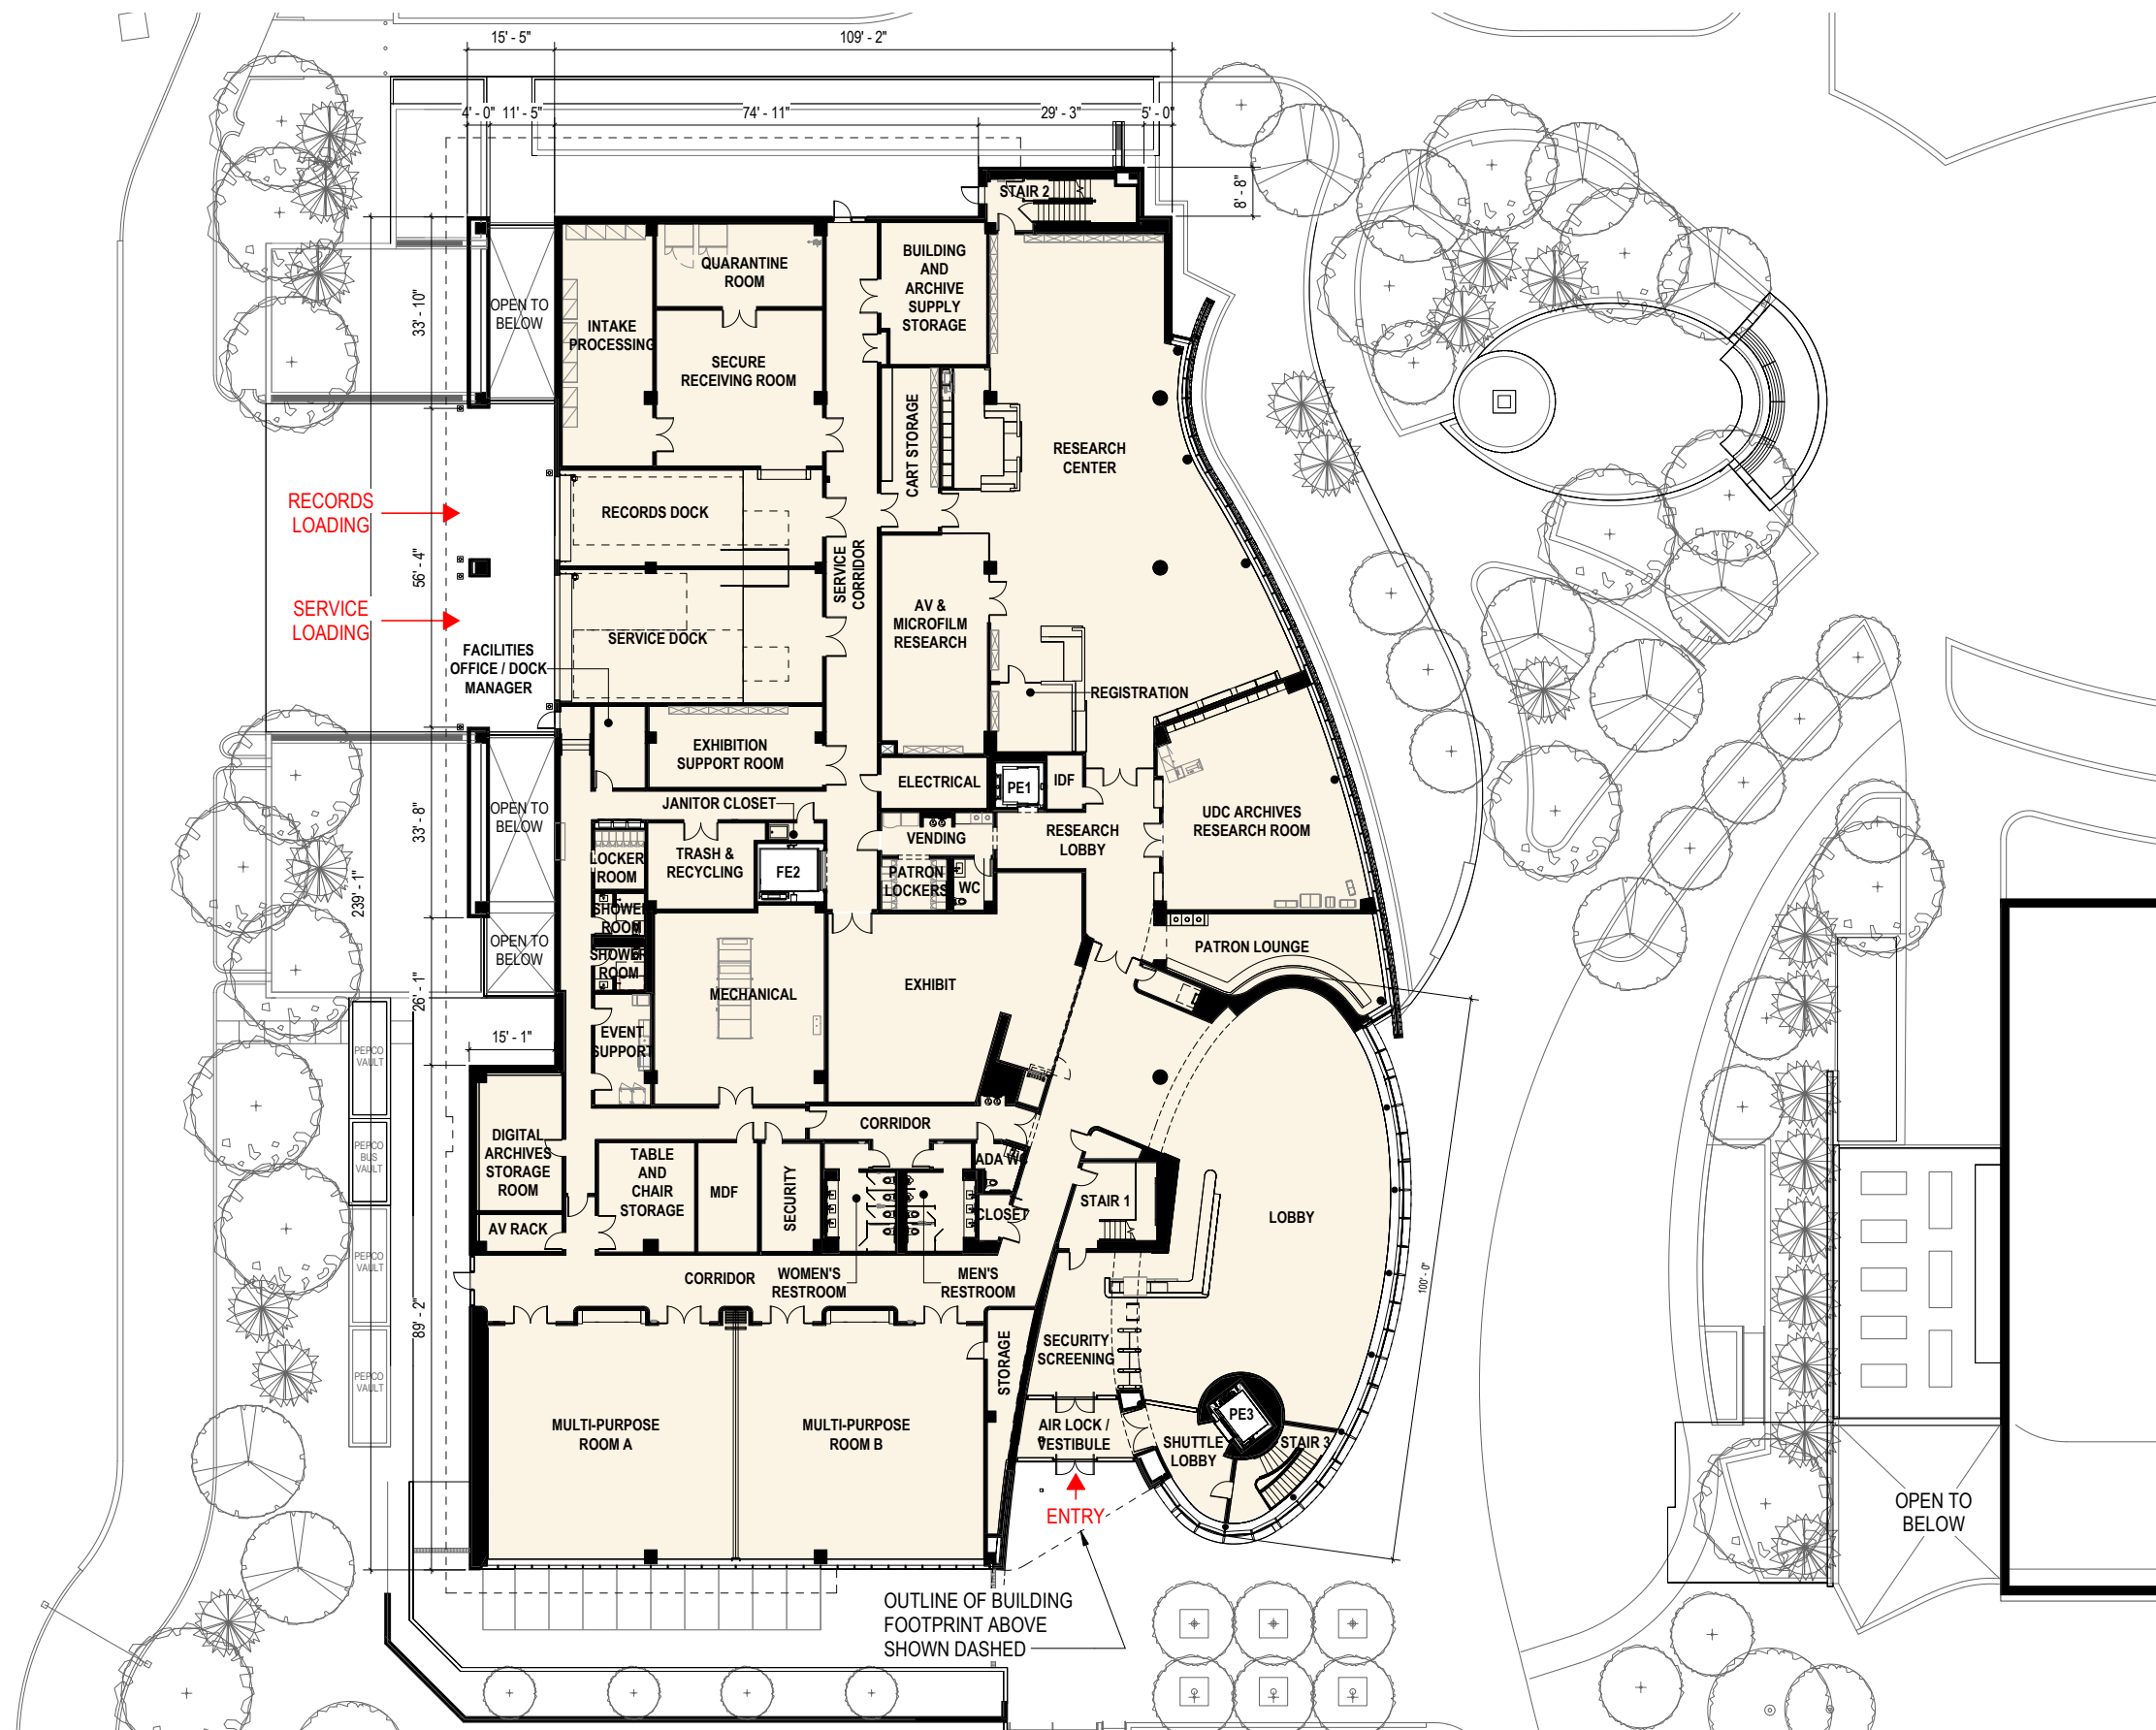 15' - 5"
109' - 2"
4' - 0"
11' - 5"
74' - 11"
29' - 3"
5' - 0"
8' - 8"
STAIR 2
33' - 10"
OPEN TO
BELOW
INTAKE
PROCESSING
QUARANTINE
ROOM
SECURE
RECEIVING ROOM
BUILDING
AND
ARCHIVE
SUPPLY
STORAGE
CART STORAGE
RESEARCH
CENTER
RECORDS
LOADING
RECORDS DOCK
56' - 4"
SERVICE
CORRIDOR
SERVICE
LOADING
SERVICE DOCK
AV &
MICROFILM
RESEARCH
FACILITIES
OFFICE / DOCK
MANAGER
REGISTRATION
EXHIBITION
SUPPORT ROOM
ELECTRICAL
PE1
IDF
JANITOR CLOSET
33' - 8"
OPEN TO
BELOW
UDC ARCHIVES
RESEARCH ROOM
VENDING
RESEARCH
LOBBY
LOCKER
ROOM
TRASH &
RECYCLING
FE2
PATRON
LOCKERS
WC
239' - 1"
SHOWER
ROOM
OPEN TO
BELOW
SHOWER
ROOM
PATRON LOUNGE
MECHANICAL
EXHIBIT
26' - 1"
15' - 1"
EVENT
SUPPORT
PEPCO
VAULT
CORRIDOR
DIGITAL
ARCHIVES
STORAGE
ROOM
PEPCO
BUS
VAULT
TABLE
AND
CHAIR
STORAGE
MDF
SECURITY
ADA WC
CLOSET
STAIR 1
LOBBY
AV RACK
PEPCO
VAULT
CORRIDOR
WOMEN'S
RESTROOM
MEN'S
RESTROOM
100' - 0"
89' - 2"
PEPCO
VAULT
STORAGE
SECURITY
SCREENING
MULTI-PURPOSE
ROOM A
MULTI-PURPOSE
ROOM B
AIR LOCK /
VESTIBULE
PE3
SHUTTLE
LOBBY
STAIR 3
ENTRY
OPEN TO
BELOW
OUTLINE OF BUILDING
FOOTPRINT ABOVE
SHOWN DASHED